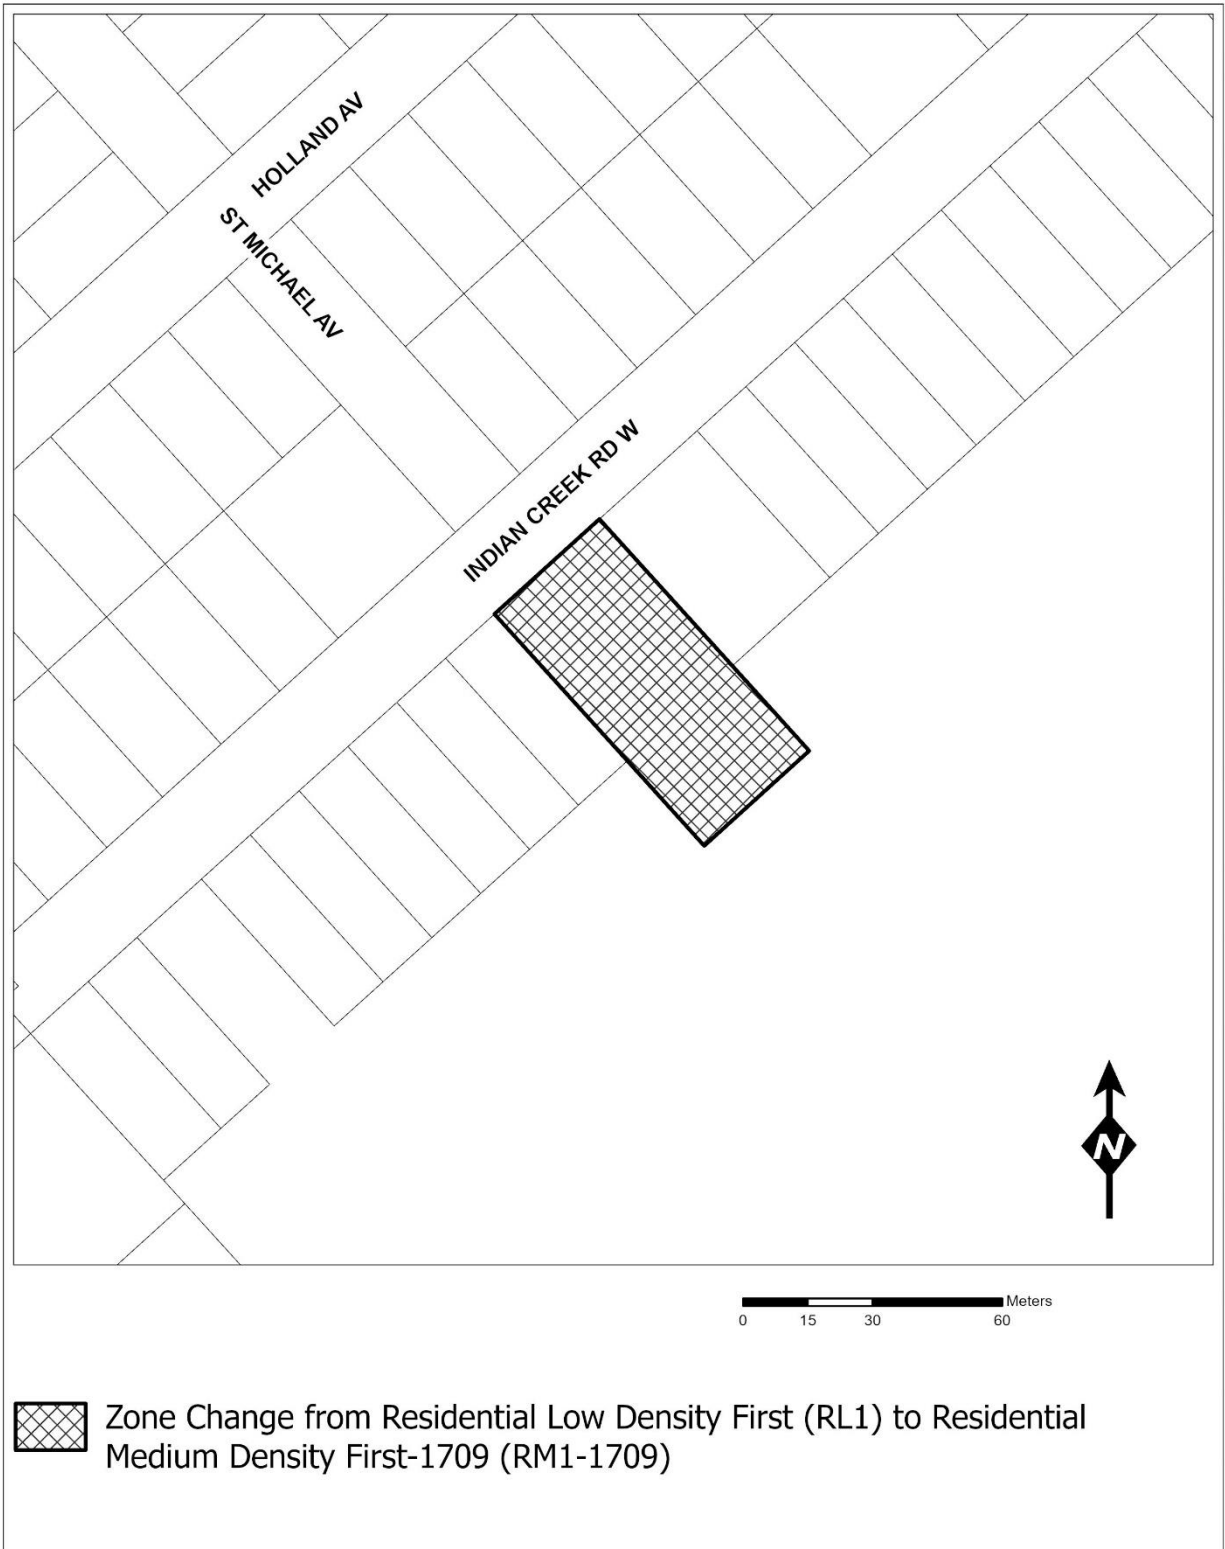 HOLLAND AV
ST MICHAEL AV
INDIAN CREEK RD W
N
Meters
0 15 30 60
Zone Change from Residential Low Density First (RL1) to Residential
Medium Density First-1709 (RM1-1709)